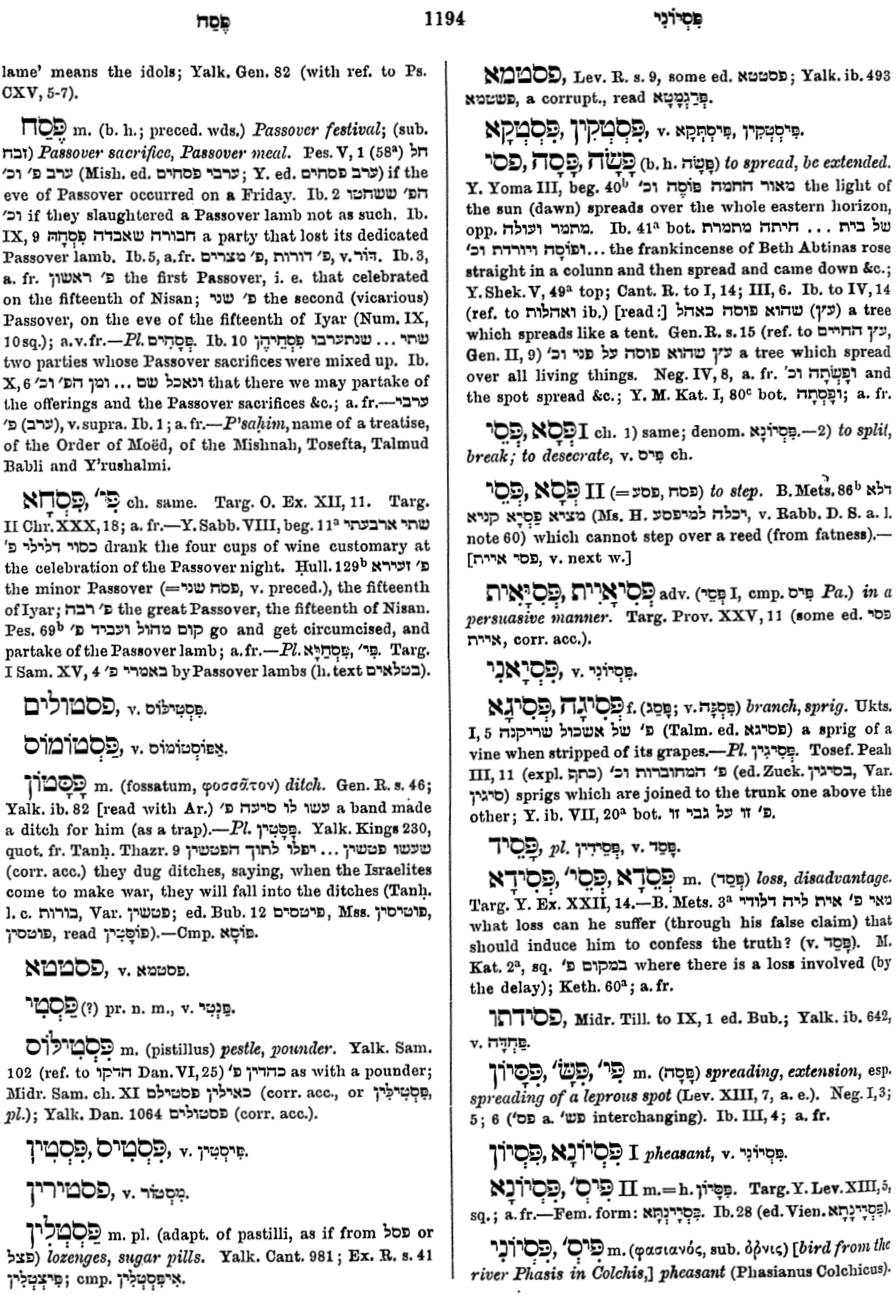 פֶּסַח 1194 פִּסְיוֹנִי
lame' means the idols; Yalk. Gen. 82 (with ref. to Ps.
CXV, 5-7).
פֶּסַח m. (b. h.; preced. wds.) Passover festival; (sub.
זבח) Passover sacrifice, Passover meal. Pes. V, 1 (58ᵃ) חל
ערב פ׳ וכ׳ (Mish. ed. ערבי פסחים; Y. ed. ערב פסחים) if the
eve of Passover occurred on a Friday. Ib. 2 הפ׳ ששחטו
וכ׳ if they slaughtered a Passover lamb not as such. Ib.
IX, 9 חבורה שאבדה פִּסְחָהּ a party that lost its dedicated
Passover lamb. Ib. 5, a. fr. פ׳ דורות, פ׳ מצרים, v. דּוֹר. Ib. 3,
a. fr. פ׳ ראשון the first Passover, i. e. that celebrated
on the fifteenth of Nisan; פ׳ שני the second (vicarious)
Passover, on the eve of the fifteenth of Iyar (Num. IX,
10 sq.); a. v. fr.—Pl. פְּסָחִים. Ib. 10 שתי ... שנתערבו פִּסְחֵיהֶן
two parties whose Passover sacrifices were mixed up. Ib.
X, 6 ונאכל שם ... ומן הפ׳ וכ׳ that there we may partake of
the offerings and the Passover sacrifices &c.; a. fr.—ערבי
פ׳ (ערב), v. supra. Ib. 1; a. fr.—P'saḥim, name of a treatise,
of the Order of Moëd, of the Mishnah, Tosefta, Talmud
Babli and Y'rushalmi.
פִּסְחָא, פַּ׳ ch. same. Targ. O. Ex. XII, 11. Targ.
II Chr. XXX, 18; a. fr.—Y. Sabb. VIII, beg. 11ᵃ שתי ארבעתי
כסוי דלילי פ׳ drank the four cups of wine customary at
the celebration of the Passover night. Ḥull. 129ᵇ פ׳ זעירא
the minor Passover (=פסח שני, v. preced.), the fifteenth
of Iyar; פ׳ רבה the great Passover, the fifteenth of Nisan.
Pes. 69ᵇ קום מהול ועביד פ׳ go and get circumcised, and
partake of the Passover lamb; a. fr.—Pl. פִּסְחַיָּא, פַּ׳. Targ.
I Sam. XV, 4 באמרי פ׳ by Passover lambs (h. text בטלאים).
פסטולים, v. פִּסְטִילוֹס.
פַּסְטוֹמוֹס, v. אַפּוֹסְטוֹמוֹס.
פָּסָּטוֹן m. (fossatum, φοσσᾶτον) ditch. Gen. R. s. 46;
Yalk. ib. 82 [read with Ar.] עשו לו סיעה פ׳ a band made
a ditch for him (as a trap).—Pl. פָּסָּטִין. Yalk. Kings 230,
quot. fr. Tanḥ. Thazr. 9 שעשו פטשין ... יפלו לתוך הפטשין
(corr. acc.) they dug ditches, saying, when the Israelites
come to make war, they will fall into the ditches (Tanḥ.
l. c. בורות, Var. פטשין; ed. Bub. 12 פיטסים, Mss. פוטיסין,
פוטסין, read פוֹסָּטִין).—Cmp. פּוֹסָא.
פסטטא, v. פסטמא.
פַּסְטִי (?) pr. n. m., v. פַּנְטִי.
פִּסְטִילוֹס m. (pistillus) pestle, pounder. Yalk. Sam.
102 (ref. to הדקו Dan. VI, 25) כהדין פ׳ as with a pounder;
Midr. Sam. ch. XI כאילין פסטילם (corr. acc., or פִּסְטִילִין,
pl.); Yalk. Dan. 1064 פסטולים (corr. acc.).
פִּסְטִיס, פִּסְטִין, v. פִּיסְטִין.
פסטירין, v. מִסְטוֹר.
פַּסְטְלִין m. pl. (adapt. of pastilli, as if from פסל or
פצל) lozenges, sugar pills. Yalk. Cant. 981; Ex. R. s. 41
פִּיצְטְלִין; cmp. אִיפִּסְטְלִין.
פסטמא, Lev. R. s. 9, some ed. פסטטא; Yalk. ib. 493
פשטמא, a corrupt., read פְּרַגְמָטָא.
פִּסְטְקִין, פִּסְטְקָא, v. פִּיסְטְקִין, פִּיסְתְּקָא.
פָּשָׂה, פָּסָה, פסי (b. h. פָּשָׂה) to spread, be extended.
Y. Yoma III, beg. 40ᵇ מאור החמה פּוֹסֶה וכ׳ the light of
the sun (dawn) spreads over the whole eastern horizon,
opp. מתמר ועולה. Ib. 41ᵃ bot. של בית ... היתה מתמרת
ופוֹסָה ויורדת וכ׳... the frankincense of Beth Abtinas rose
straight in a column and then spread and came down &c.;
Y. Shek. V, 49ᵃ top; Cant. R. to I, 14; III, 6. Ib. to IV, 14
(ref. to ואהלות ib.) [read:] (עץ) שהוא פוסה כאהל a tree
which spreads like a tent. Gen. R. s. 15 (ref. to עץ החיים,
Gen. II, 9) עץ שהוא פוסה על פני וכ׳ a tree which spread
over all living things. Neg. IV, 8, a. fr. וּפָשְׂתָה וכ׳ and
the spot spread &c.; Y. M. Kat. I, 80ᶜ bot. וּפָסְתָה; a. fr.
פְּסָא, פְּסֵי I ch. 1) same; denom. פִּסְיוֹנָא.—2) to split,
break; to desecrate, v. פִּיס ch.
פְּסָא, פְּסֵי II (=פסח, פסע) to step. B. Mets. 86ᵇ דלא
מציא פַּסְיָא קניא (Ms. H. יכלה למיפסע, v. Rabb. D. S. a. l.
note 60) which cannot step over a reed (from fatness).—
[פסי אייתי, v. next w.]
פְּסִיאָיִית, פְּסִיָּאִית adv. (פְּסֵי I, cmp. פִּיס Pa.) in a
persuasive manner. Targ. Prov. XXV, 11 (some ed. פסי
אייתי, corr. acc.).
פִּסְיָאנִי, v. פִּסְיוֹנִי.
פְּסִיגָה, פְּסִיגָא f. (פָּסַג; v. פִּסְגָּה) branch, sprig. Ukts.
I, 5 פ׳ של אשכול שריקנה (Talm. ed. פסיגא) a sprig of a
vine when stripped of its grapes.—Pl. פְּסִיגִין. Tosef. Peah
III, 11 (expl. כתף) פ׳ המחוברות וכ׳ (ed. Zuck. בסיגין, Var.
סיגין) sprigs which are joined to the trunk one above the
other; Y. ib. VII, 20ᵃ bot. פ׳ זו על גבי זו.
פָּסֵיד, pl. פָּסֵידִין, v. פָּסַד.
פְּסֵדָא, פְּסֵי׳, פְּסִידָא m. (פְּסַד) loss, disadvantage.
Targ. Y. Ex. XXII, 14.—B. Mets. 3ᵃ מאי פ׳ אית ליה דלודי
what loss can he suffer (through his false claim) that
should induce him to confess the truth? (v. פָּסַד). M.
Kat. 2ᵃ, sq. במקום פ׳ where there is a loss involved (by
the delay); Keth. 60ᵃ; a. fr.
פסידתו, Midr. Till. to IX, 1 ed. Bub.; Yalk. ib. 642,
v. פַּחְדָּה.
פִּסָּיוֹן, פִּשָּׂ׳, פִּי׳ m. (פָּסָה) spreading, extension, esp.
spreading of a leprous spot (Lev. XIII, 7, a. e.). Neg. I, 3;
5; 6 (פס׳ a. פש׳ interchanging). Ib. III, 4; a. fr.
פִּסְיוֹנָא, פִּסְיוֹן I pheasant, v. פִּסְיוֹנִי.
פִּסְיוֹנָא, פִּיס׳ II m.=h. פִּסָּיוֹן. Targ. Y. Lev. XIII, 5,
sq.; a. fr.—Fem. form: פִּסְיֵינְתָּא. Ib. 28 (ed. Vien. פִּסְיֵינָתָא).
פִּסְיוֹנִי, פִּיס׳ m. (φασιανός, sub. ὄρνις) [bird from the
river Phasis in Colchis,] pheasant (Phasianus Colchicus).